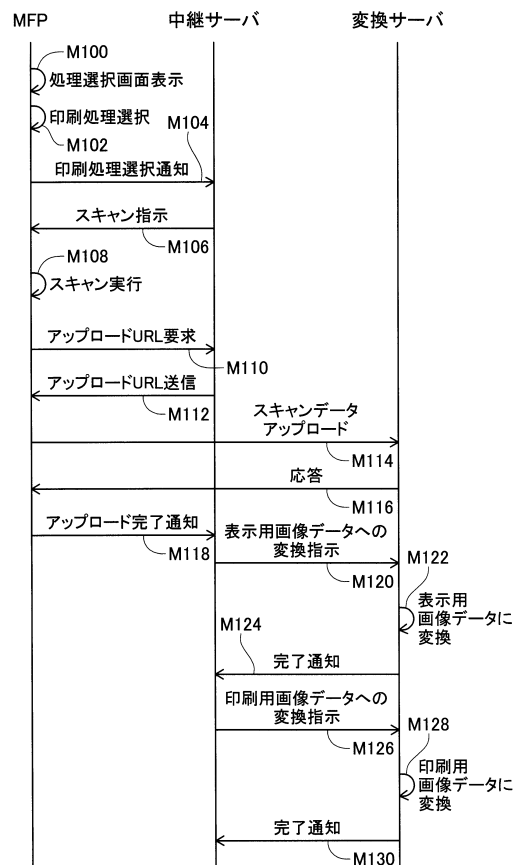 MFP
中継サーバ
変換サーバ
M100
処理選択画面表示
印刷処理選択
M102
M104
印刷処理選択通知
スキャン指示
M106
M108
スキャン実行
アップロードURL要求
M110
アップロードURL送信
M112
スキャンデータ
アップロード
M114
応答
M116
アップロード完了通知
M118
表示用画像データへの
変換指示
M120
M122
表示用
画像データに
変換
M124
完了通知
印刷用画像データへの
変換指示
M126
M128
印刷用
画像データに
変換
完了通知
M130